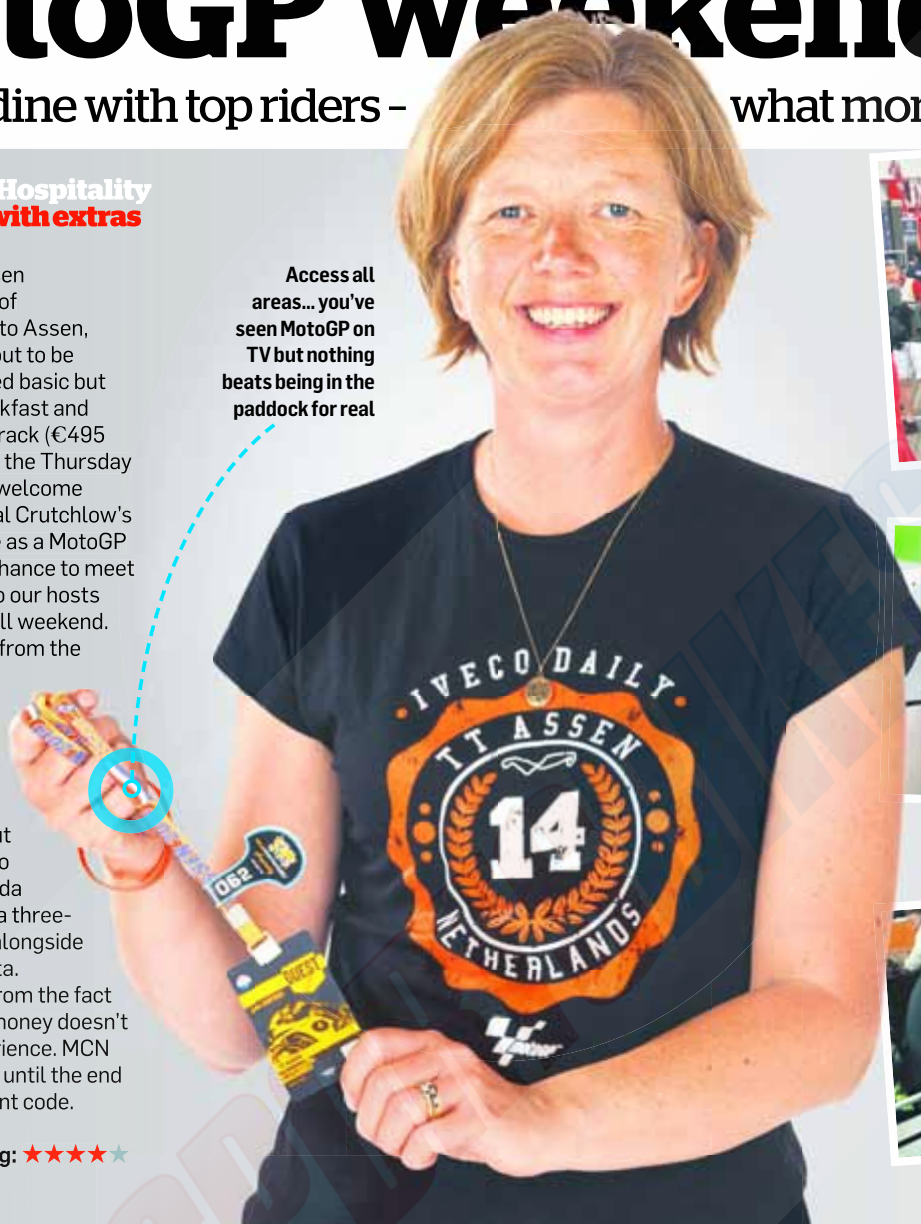 toGP weekend
dine with top riders –
what mor
Hospitality
with extras
en
of
to Assen,
out to be
ed basic but
kfast and
rack (€495
the Thursday
welcome
al Crutchlow's
e as a MotoGP
hance to meet
o our hosts
ll weekend.
from the
Access all
areas... you've
seen MotoGP on
TV but nothing
beats being in the
paddock for real
ut
o
da
a three-
alongside
ta.
rom the fact
money doesn't
rience. MCN
until the end
nt code.
g: ★★★★★
IVECO DAILY
TT ASSEN
14
NETHERLANDS
062
GUEST